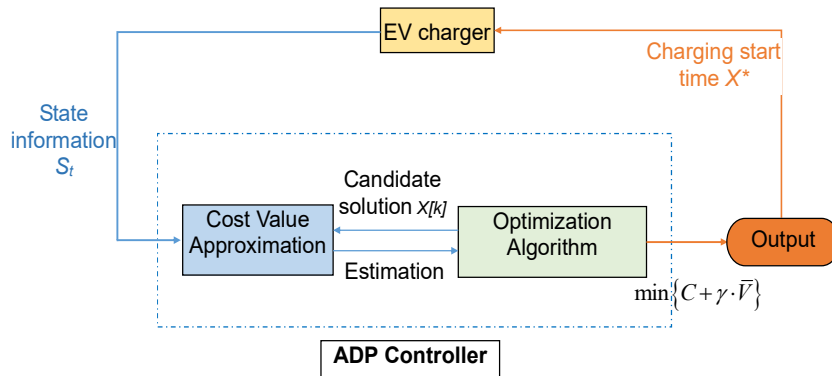 EV charger
Charging start
time X*
State
information
S_t
Candidate
solution X[k]
Cost Value
Approximation
Optimization
Algorithm
Output
Estimation
min{C + γ · V̄}
ADP Controller